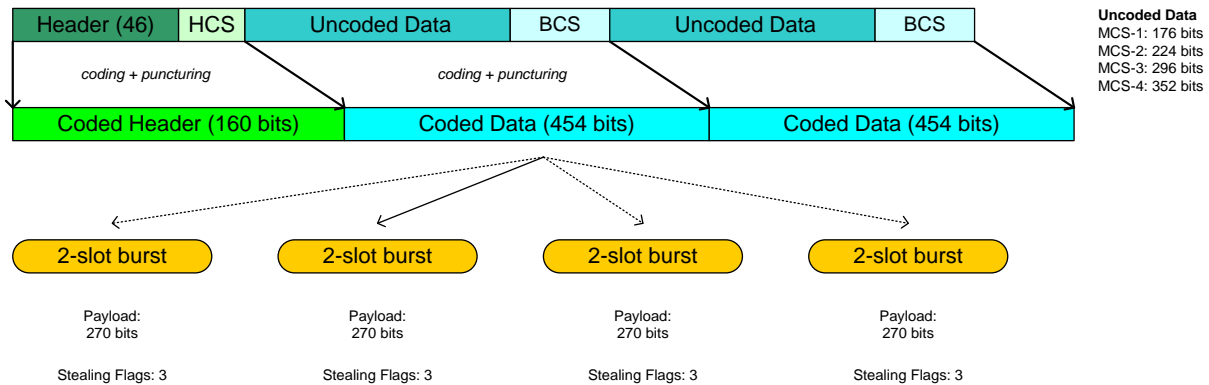 Header (46)
HCS
Uncoded Data
BCS
Uncoded Data
BCS
Uncoded Data
MCS-1: 176 bits
MCS-2: 224 bits
MCS-3: 296 bits
MCS-4: 352 bits
coding + puncturing
coding + puncturing
Coded Header (160 bits)
Coded Data (454 bits)
Coded Data (454 bits)
2-slot burst
2-slot burst
2-slot burst
2-slot burst
Payload:
270 bits
Payload:
270 bits
Payload:
270 bits
Payload:
270 bits
Stealing Flags: 3
Stealing Flags: 3
Stealing Flags: 3
Stealing Flags: 3